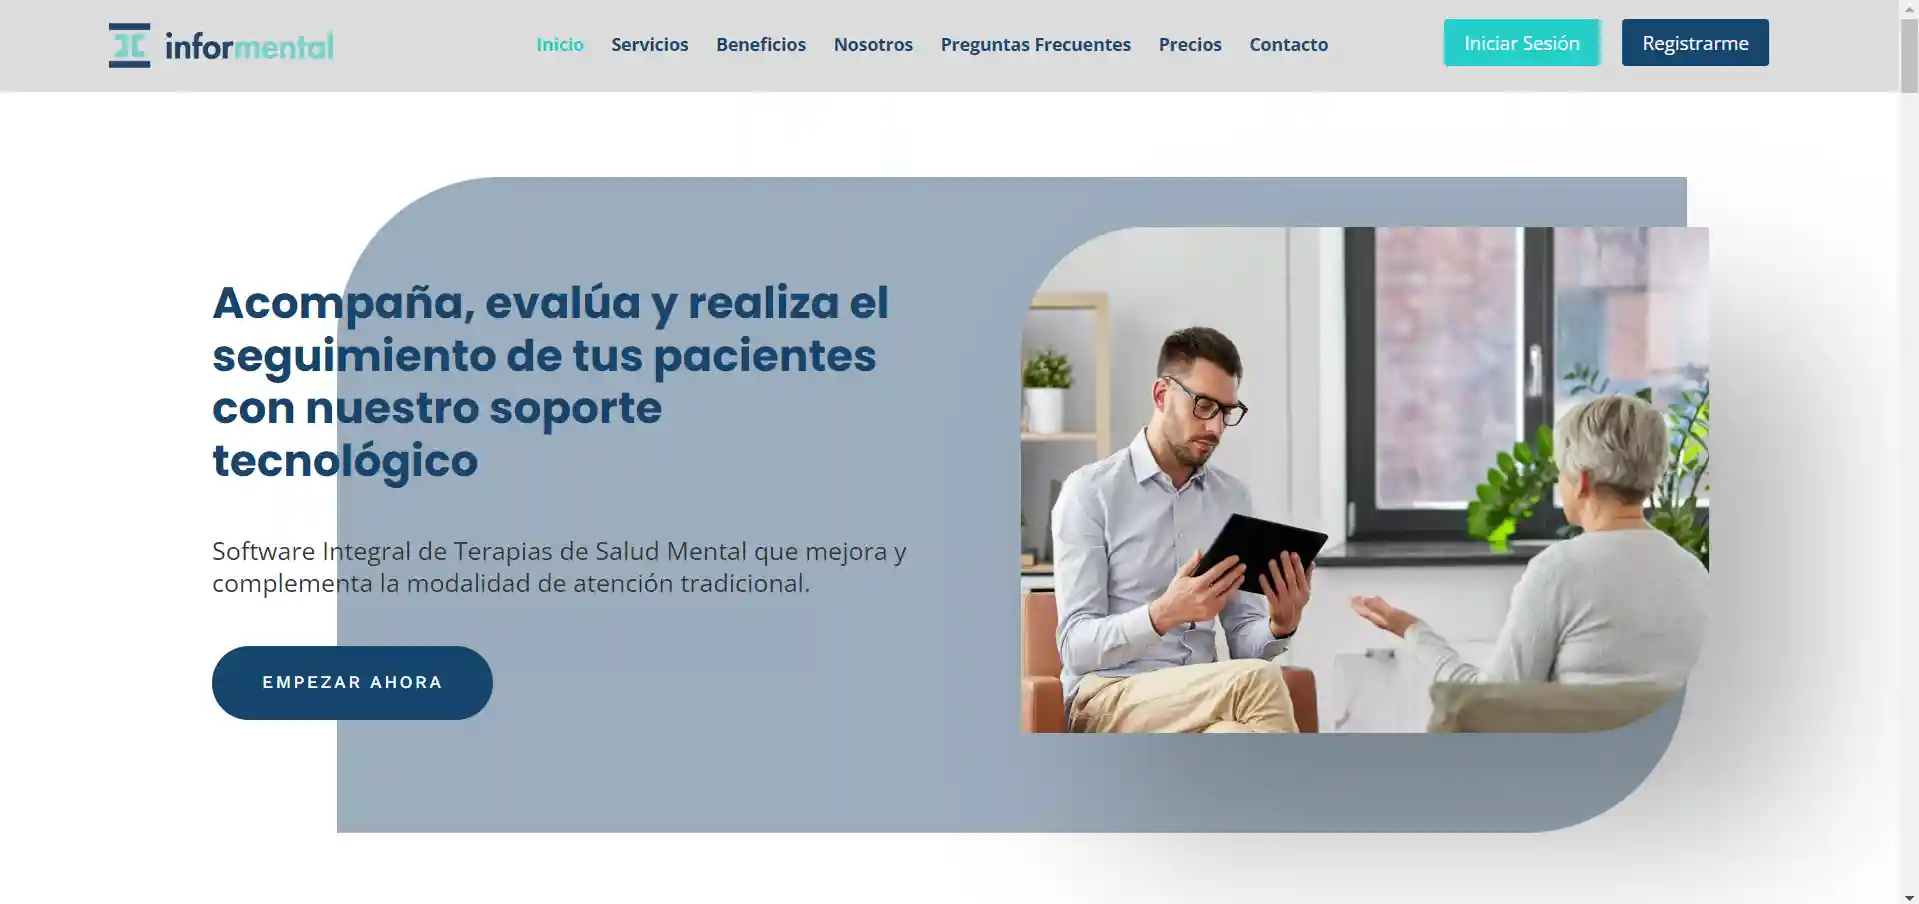 informental
Inicio Servicios Beneficios Nosotros Preguntas Frecuentes Precios Contacto
Iniciar Sesión Registrarme
Acompaña, evalúa y realiza el
seguimiento de tus pacientes
con nuestro soporte
tecnológico
Software Integral de Terapias de Salud Mental que mejora y
complementa la modalidad de atención tradicional.
EMPEZAR AHORA